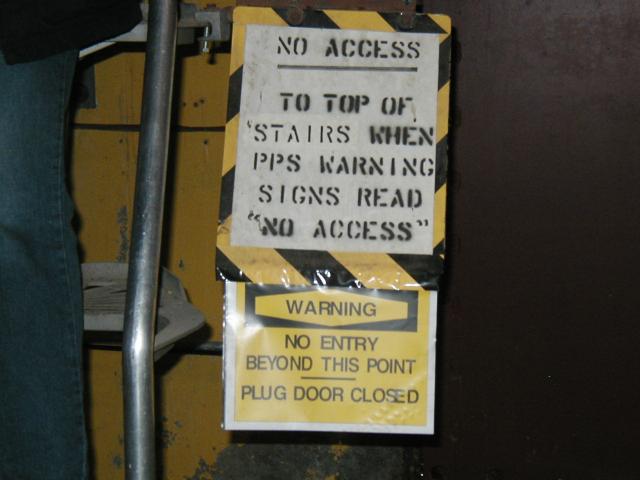 NO ACCESS
TO TOP OF
STAIRS WHEN
PPS WARNING
SIGNS READ
"NO ACCESS"
WARNING
NO ENTRY
BEYOND THIS POINT
PLUG DOOR CLOSED